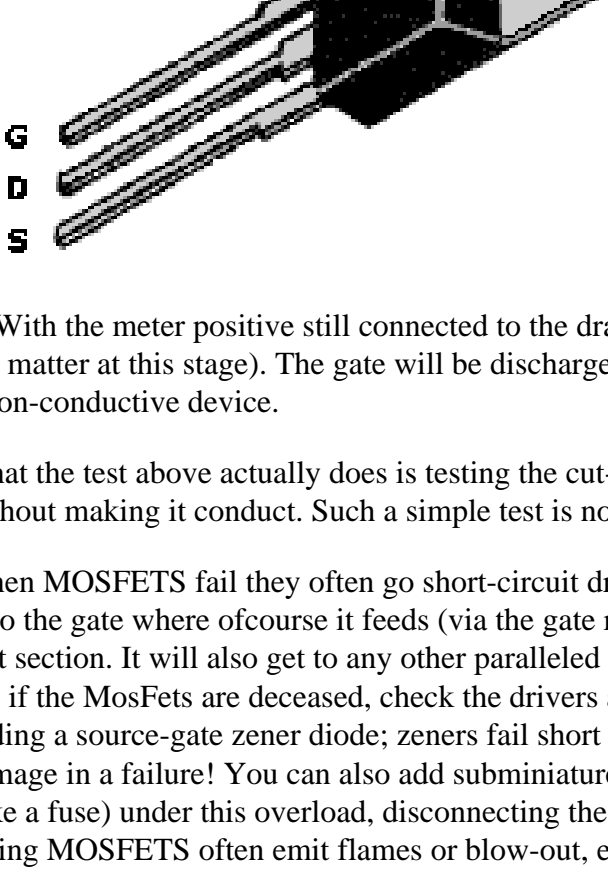 G
D
S
With the meter positive still connected to the dra
matter at this stage). The gate will be discharge
on-conductive device.
hat the test above actually does is testing the cut-
hout making it conduct. Such a simple test is no
hen MOSFETS fail they often go short-circuit dr
o the gate where ofcourse it feeds (via the gate r
t section. It will also get to any other paralleled
if the MosFets are deceased, check the drivers a
ding a source-gate zener diode; zeners fail short
mage in a failure! You can also add subminiature
ke a fuse) under this overload, disconnecting the
ing MOSFETS often emit flames or blow-out, e